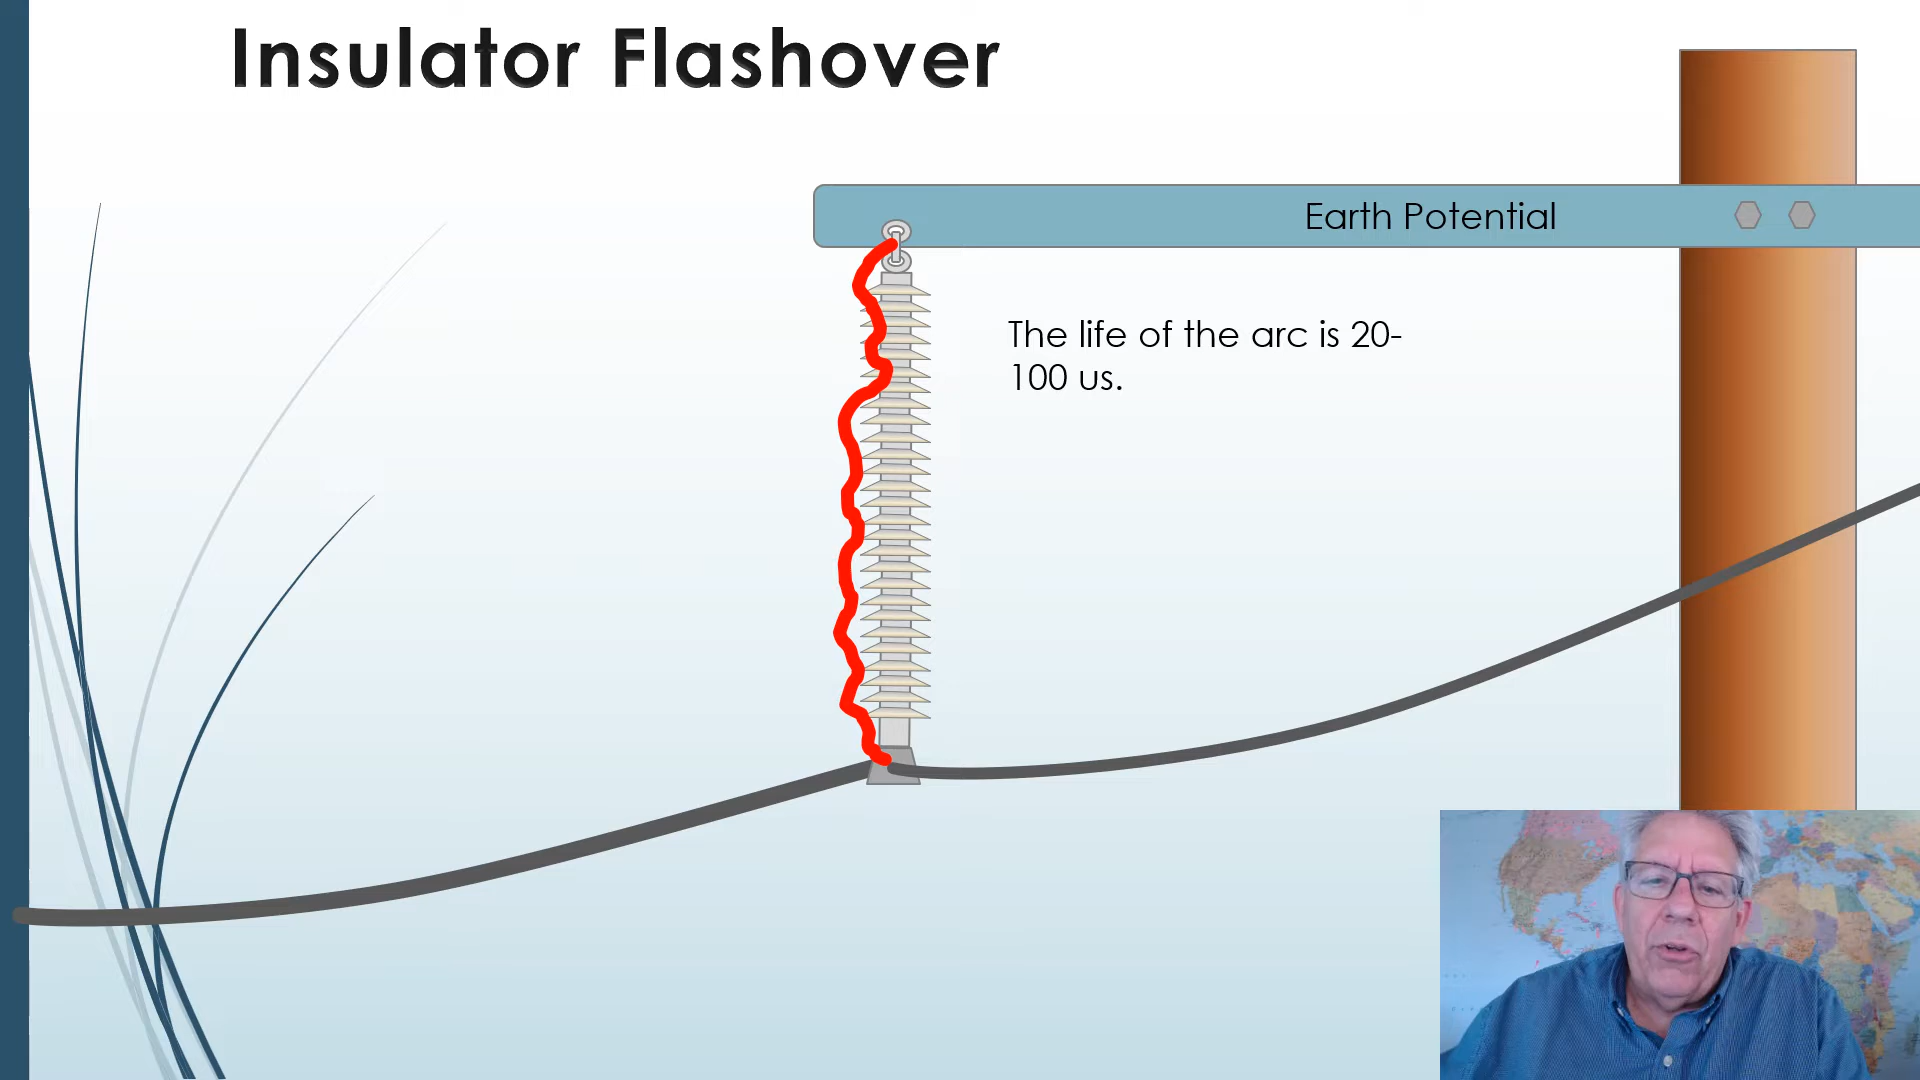 Insulator Flashover
Earth Potential
The life of the arc is 20-
100 us.